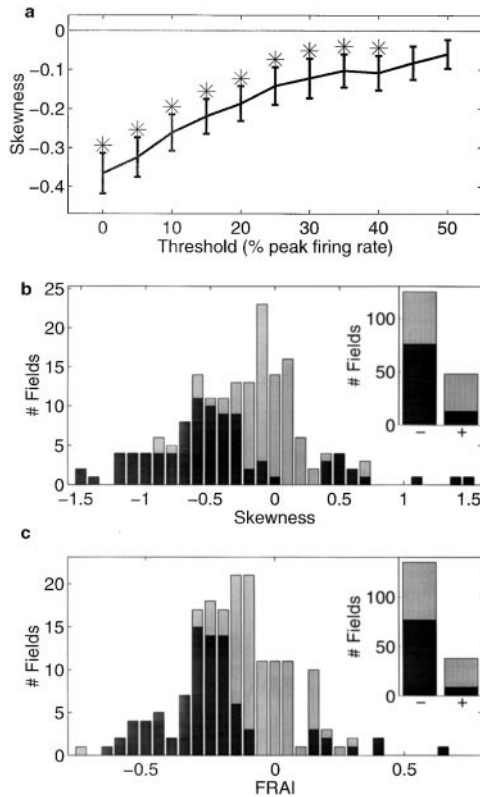 a
0
−0.1
−0.2
−0.3
−0.4
Skewness
0 10 20 30 40 50
Threshold (% peak firing rate)
b
25
20
15
10
5
0
# Fields
−1.5 −1 −0.5 0 0.5 1 1.5
Skewness
100
50
0
# Fields
− +
c
20
15
10
5
0
# Fields
−0.5 0 0.5
FRAI
100
50
0
# Fields
− +